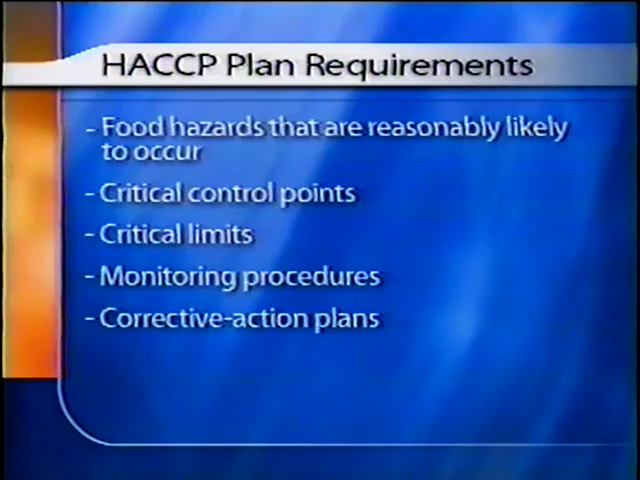 HACCP Plan Requirements
- Food hazards that are reasonably likely
to occur
- Critical control points
- Critical limits
- Monitoring procedures
- Corrective-action plans